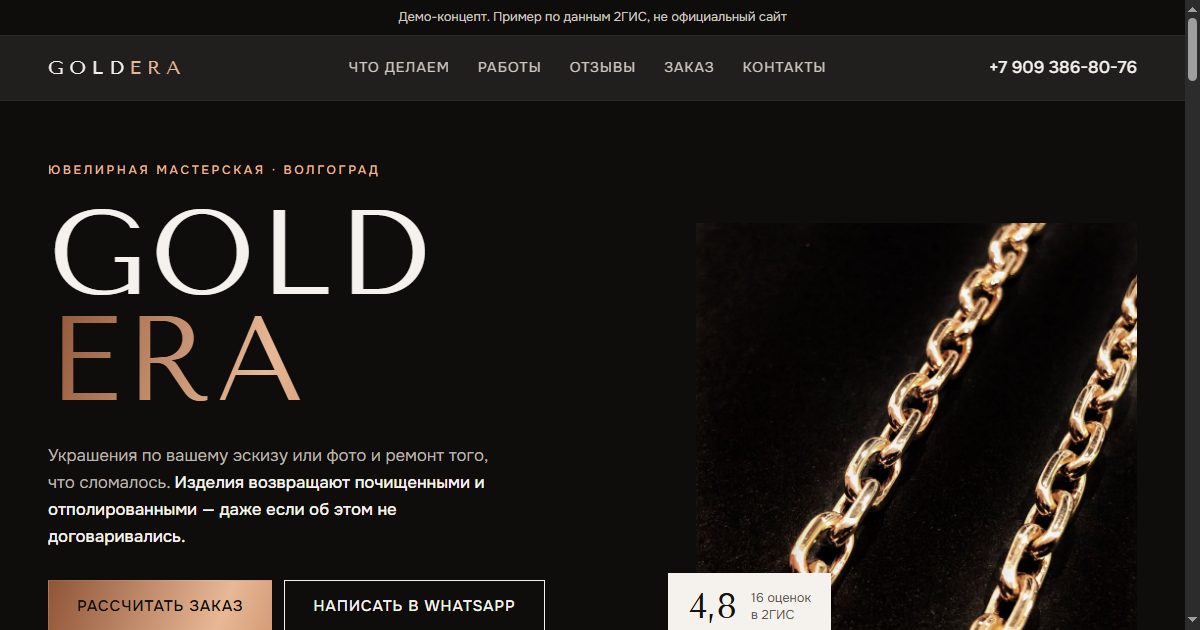 Демо-концепт. Пример по данным 2ГИС, не официальный сайт
GOLDERA
ЧТО ДЕЛАЕМ
РАБОТЫ
ОТЗЫВЫ
ЗАКАЗ
КОНТАКТЫ
+7 909 386-80-76
ЮВЕЛИРНАЯ МАСТЕРСКАЯ · ВОЛГОГРАД
GOLD
ERA
Украшения по вашему эскизу или фото и ремонт того,
что сломалось. Изделия возвращают почищенными и
отполированными — даже если об этом не
договаривались.
РАССЧИТАТЬ ЗАКАЗ
НАПИСАТЬ В WHATSAPP
4,8
16 оценок
в 2ГИС